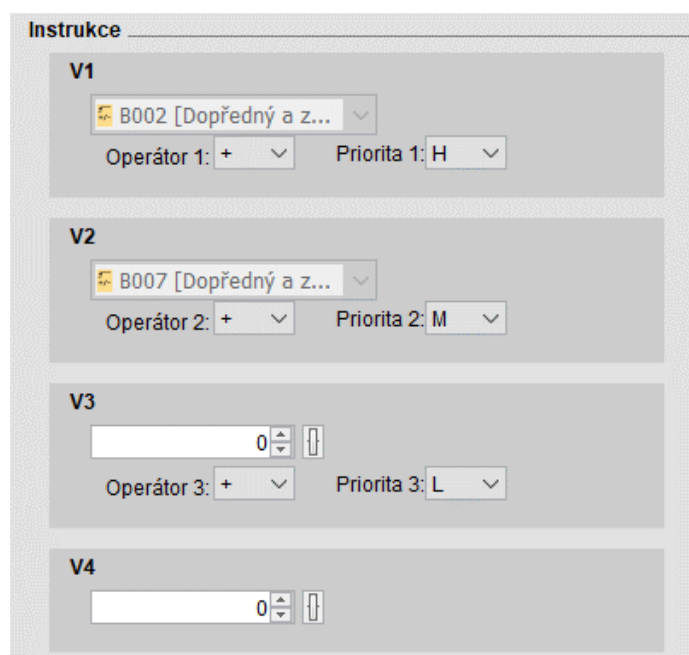 Instrukce
V1
B002 [Dopředný a z...
Operátor 1: + Priorita 1: H
V2
B007 [Dopředný a z...
Operátor 2: + Priorita 2: M
V3
0
Operátor 3: + Priorita 3: L
V4
0